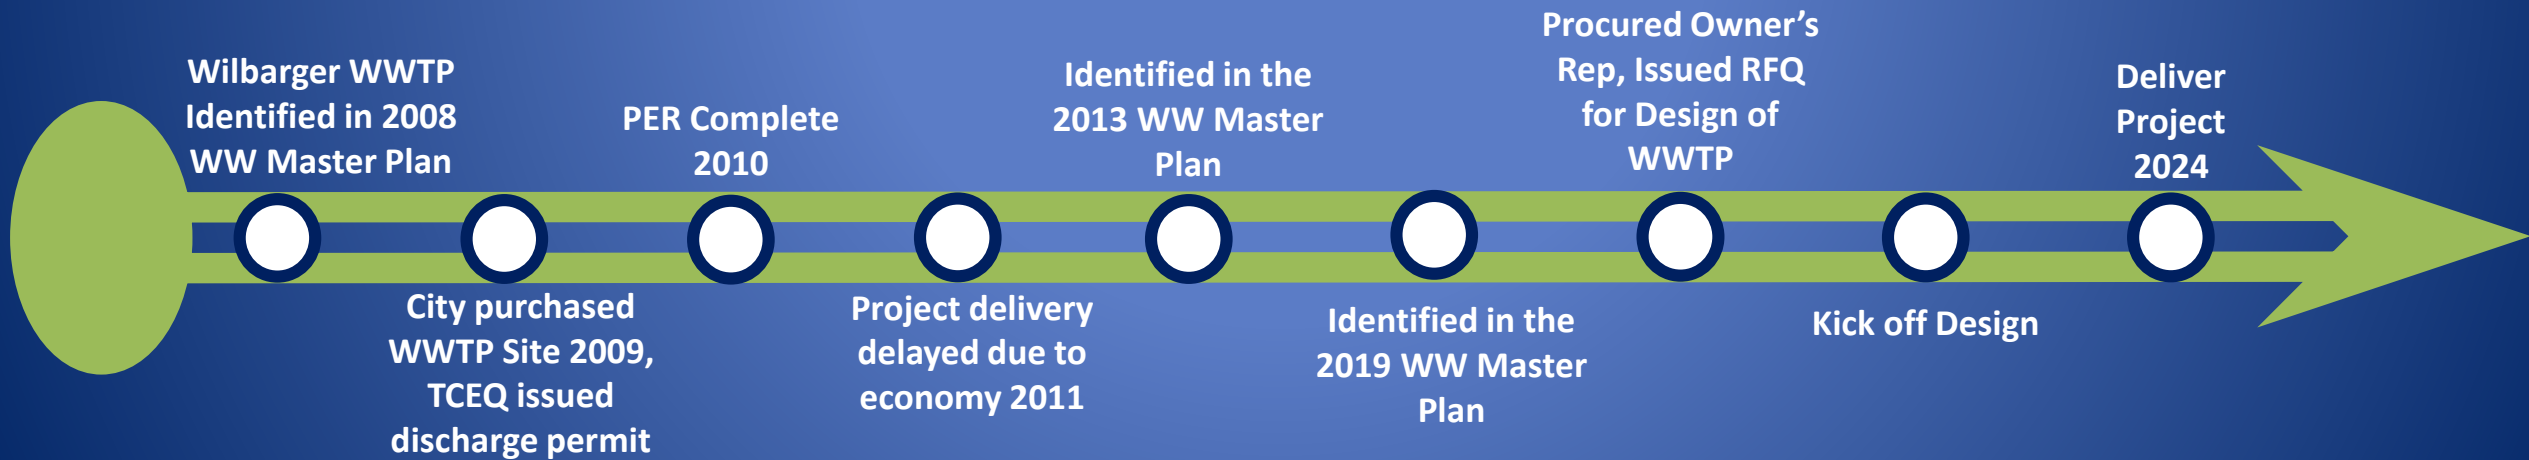 Wilbarger WWTP
Identified in 2008
WW Master Plan
City purchased
WWTP Site 2009,
TCEQ issued
discharge permit
PER Complete
2010
Project delivery
delayed due to
economy 2011
Identified in the
2013 WW Master
Plan
Identified in the
2019 WW Master
Plan
Procured Owner's
Rep, Issued RFQ
for Design of
WWTP
Kick off Design
Deliver
Project
2024